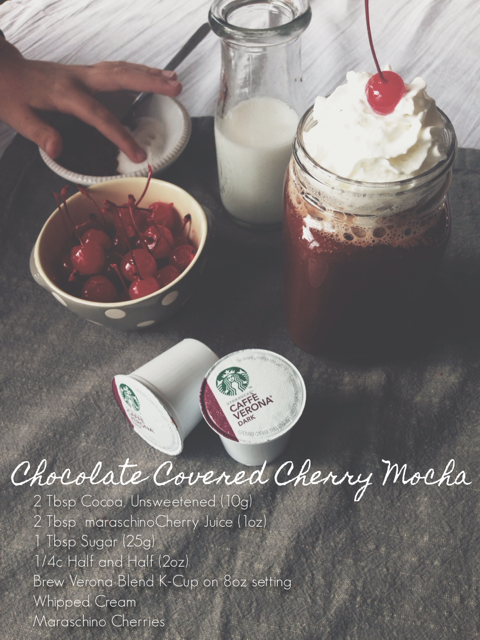 CAFFÈ
VERONA
DARK
Chocolate Covered Cherry Mocha
2 Tbsp Cocoa, Unsweetened (10g)
2 Tbsp maraschinoCherry Juice (1oz)
1 Tbsp Sugar (25g)
1/4c Half and Half (2oz)
Brew Verona Blend K-Cup on 8oz setting
Whipped Cream
Maraschino Cherries